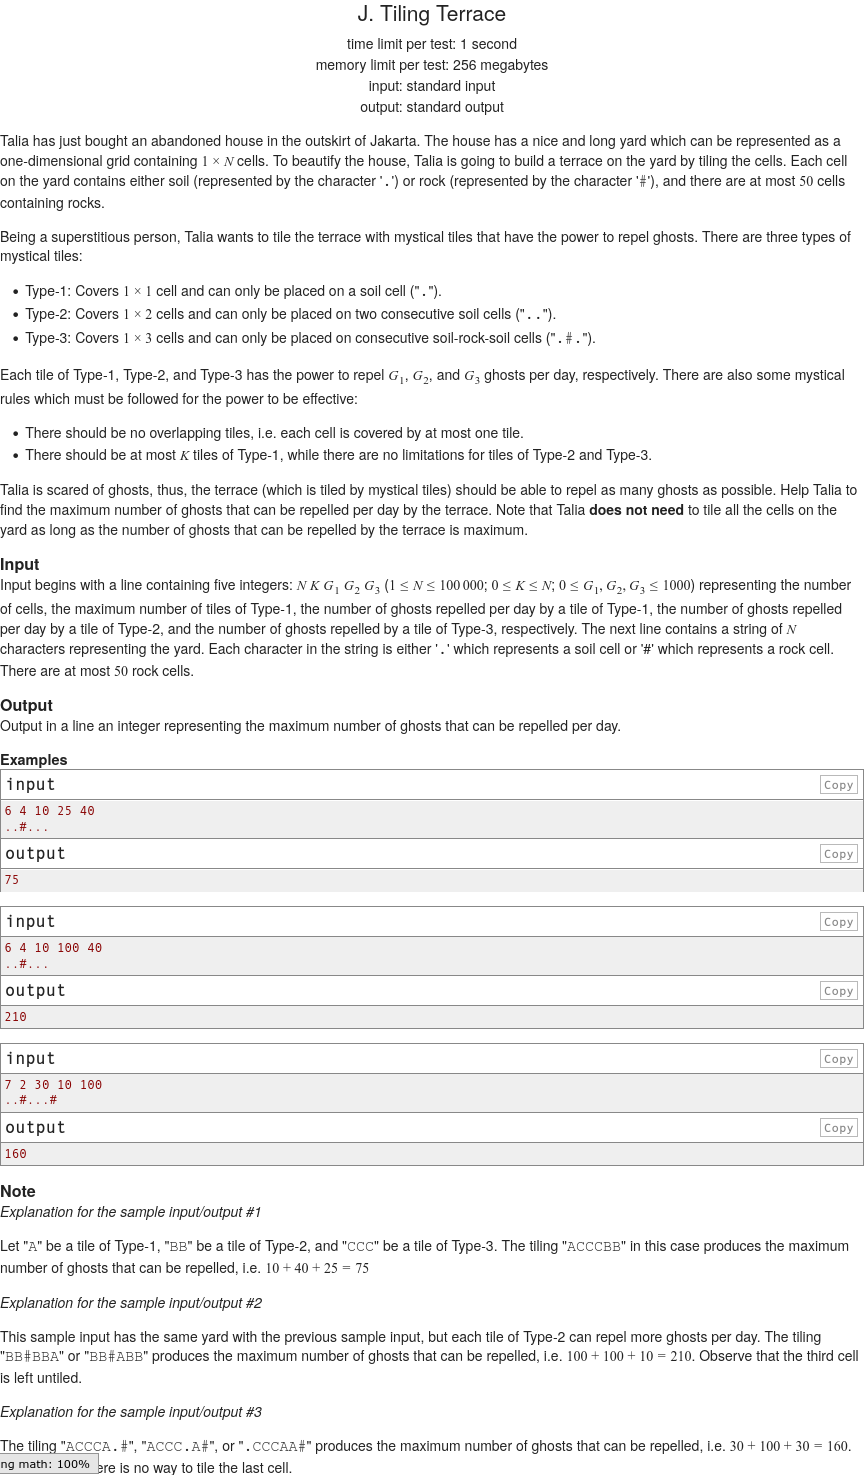 J. Tiling Terrace
time limit per test: 1 second
memory limit per test: 256 megabytes
input: standard input
output: standard output
Talia has just bought an abandoned house in the outskirt of Jakarta. The house has a nice and long yard which can be represented as a
one-dimensional grid containing 1 × N cells. To beautify the house, Talia is going to build a terrace on the yard by tiling the cells. Each cell
on the yard contains either soil (represented by the character '.') or rock (represented by the character '#'), and there are at most 50 cells
containing rocks.
Being a superstitious person, Talia wants to tile the terrace with mystical tiles that have the power to repel ghosts. There are three types of
mystical tiles:
• Type-1: Covers 1 × 1 cell and can only be placed on a soil cell (".").
• Type-2: Covers 1 × 2 cells and can only be placed on two consecutive soil cells ("..").
• Type-3: Covers 1 × 3 cells and can only be placed on consecutive soil-rock-soil cells (".#.").
Each tile of Type-1, Type-2, and Type-3 has the power to repel G1, G2, and G3 ghosts per day, respectively. There are also some mystical
rules which must be followed for the power to be effective:
• There should be no overlapping tiles, i.e. each cell is covered by at most one tile.
• There should be at most K tiles of Type-1, while there are no limitations for tiles of Type-2 and Type-3.
Talia is scared of ghosts, thus, the terrace (which is tiled by mystical tiles) should be able to repel as many ghosts as possible. Help Talia to
find the maximum number of ghosts that can be repelled per day by the terrace. Note that Talia does not need to tile all the cells on the
yard as long as the number of ghosts that can be repelled by the terrace is maximum.
Input
Input begins with a line containing five integers: N K G1 G2 G3 (1 ≤ N ≤ 100 000; 0 ≤ K ≤ N; 0 ≤ G1, G2, G3 ≤ 1000) representing the number
of cells, the maximum number of tiles of Type-1, the number of ghosts repelled per day by a tile of Type-1, the number of ghosts repelled
per day by a tile of Type-2, and the number of ghosts repelled by a tile of Type-3, respectively. The next line contains a string of N
characters representing the yard. Each character in the string is either '.' which represents a soil cell or '#' which represents a rock cell.
There are at most 50 rock cells.
Output
Output in a line an integer representing the maximum number of ghosts that can be repelled per day.
Examples
input
Copy
6 4 10 25 40
..#...
output
Copy
75
input
Copy
6 4 10 100 40
..#...
output
Copy
210
input
Copy
7 2 30 10 100
..#...#
output
Copy
160
Note
Explanation for the sample input/output #1
Let "A" be a tile of Type-1, "BB" be a tile of Type-2, and "CCC" be a tile of Type-3. The tiling "ACCCBB" in this case produces the maximum
number of ghosts that can be repelled, i.e. 10 + 40 + 25 = 75
Explanation for the sample input/output #2
This sample input has the same yard with the previous sample input, but each tile of Type-2 can repel more ghosts per day. The tiling
"BB#BBA" or "BB#ABB" produces the maximum number of ghosts that can be repelled, i.e. 100 + 100 + 10 = 210. Observe that the third cell
is left untiled.
Explanation for the sample input/output #3
The tiling "ACCCA.#", "ACCC.A#", or ".CCCAA#" produces the maximum number of ghosts that can be repelled, i.e. 30 + 100 + 30 = 160.
ng math: 100% ere is no way to tile the last cell.